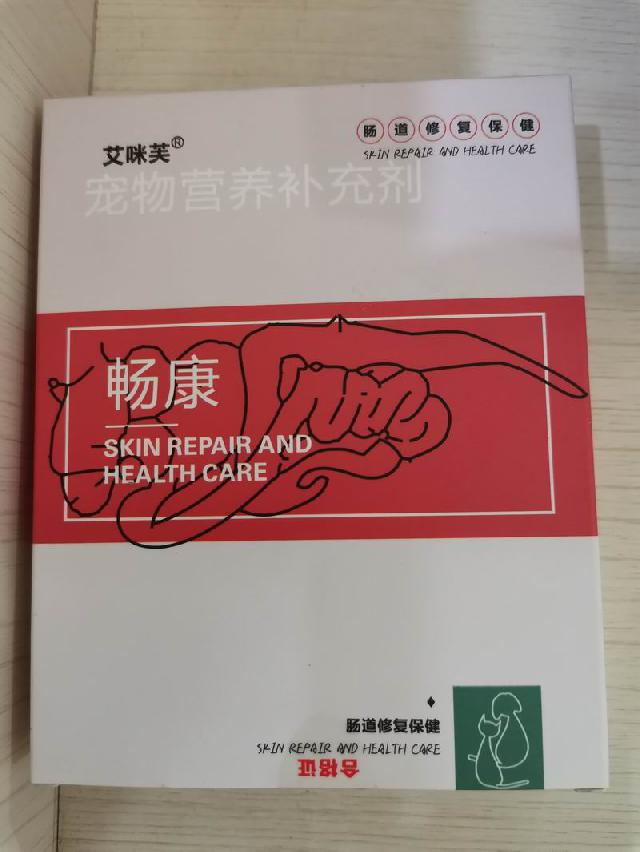 艾咪芙®
肠道修复保健
SKIN REPAIR AND HEALTH CARE
宠物营养补充剂
畅康
SKIN REPAIR AND
HEALTH CARE
肠道修复保健
SKIN REPAIR AND HEALTH CARE
合格证